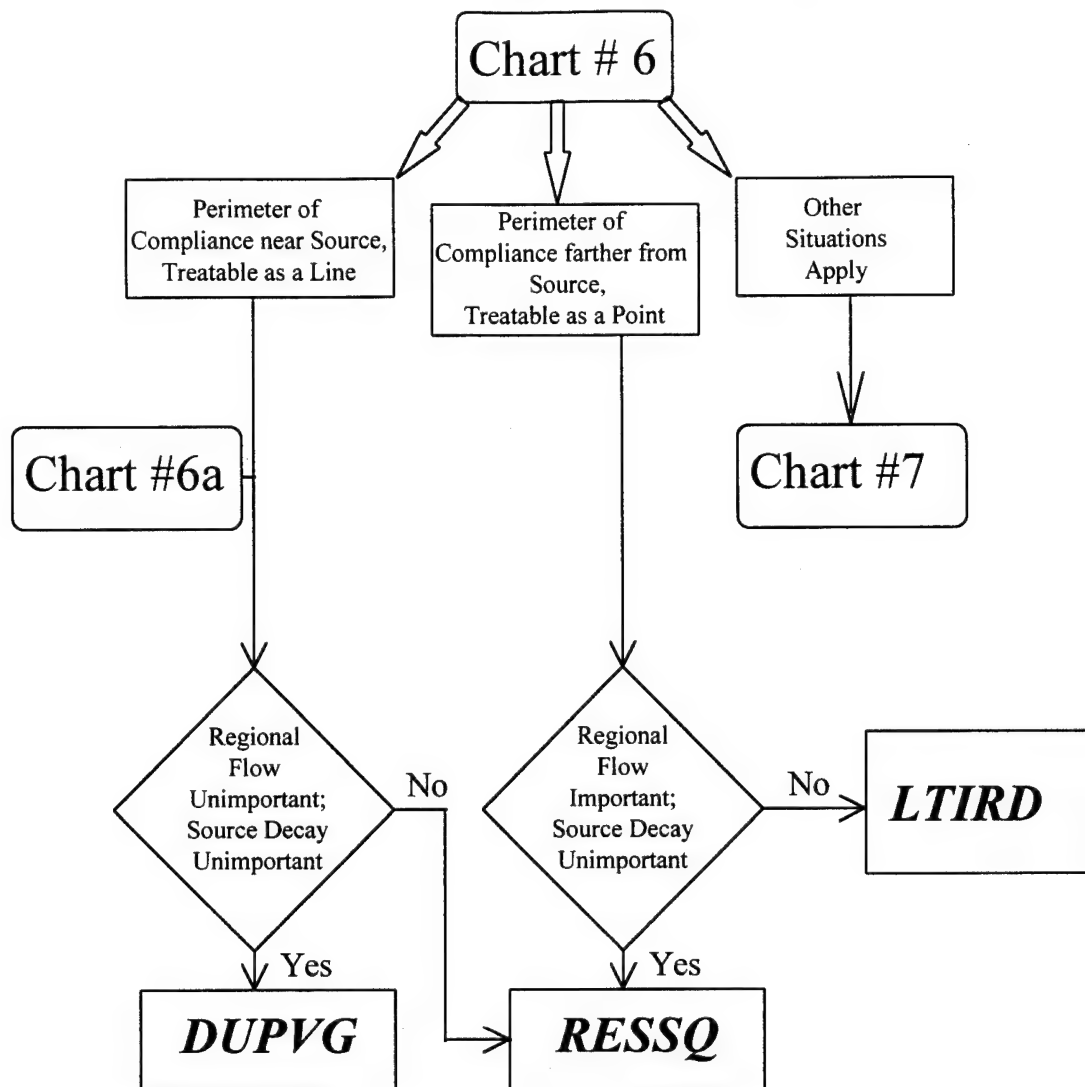 Chart # 6
Perimeter of
Compliance near Source,
Treatable as a Line
Perimeter of
Compliance farther from
Source,
Treatable as a Point
Other
Situations
Apply
Chart #6a
Chart #7
Regional
Flow
Unimportant;
Source Decay
Unimportant
No
Regional
Flow
Important;
Source Decay
Unimportant
No
LTIRD
Yes
Yes
DUPVG
RESSQ